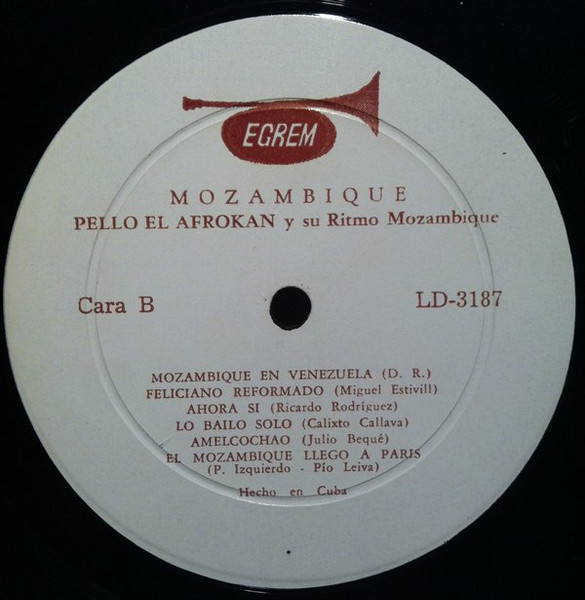 EGREM
MOZAMBIQUE
PELLO EL AFROKAN y su Ritmo Mozambique
Cara B
LD-3187
MOZAMBIQUE EN VENEZUELA (D. R.)
FELICIANO REFORMADO (Miguel Estivill)
AHORA SI (Ricardo Rodríguez)
LO BAILO SOLO (Calixto Callava)
AMELCOCHAO (Julio Bequé)
EL MOZAMBIQUE LLEGO A PARIS
(P. Izquierdo - Pío Leiva)
Hecho en Cuba